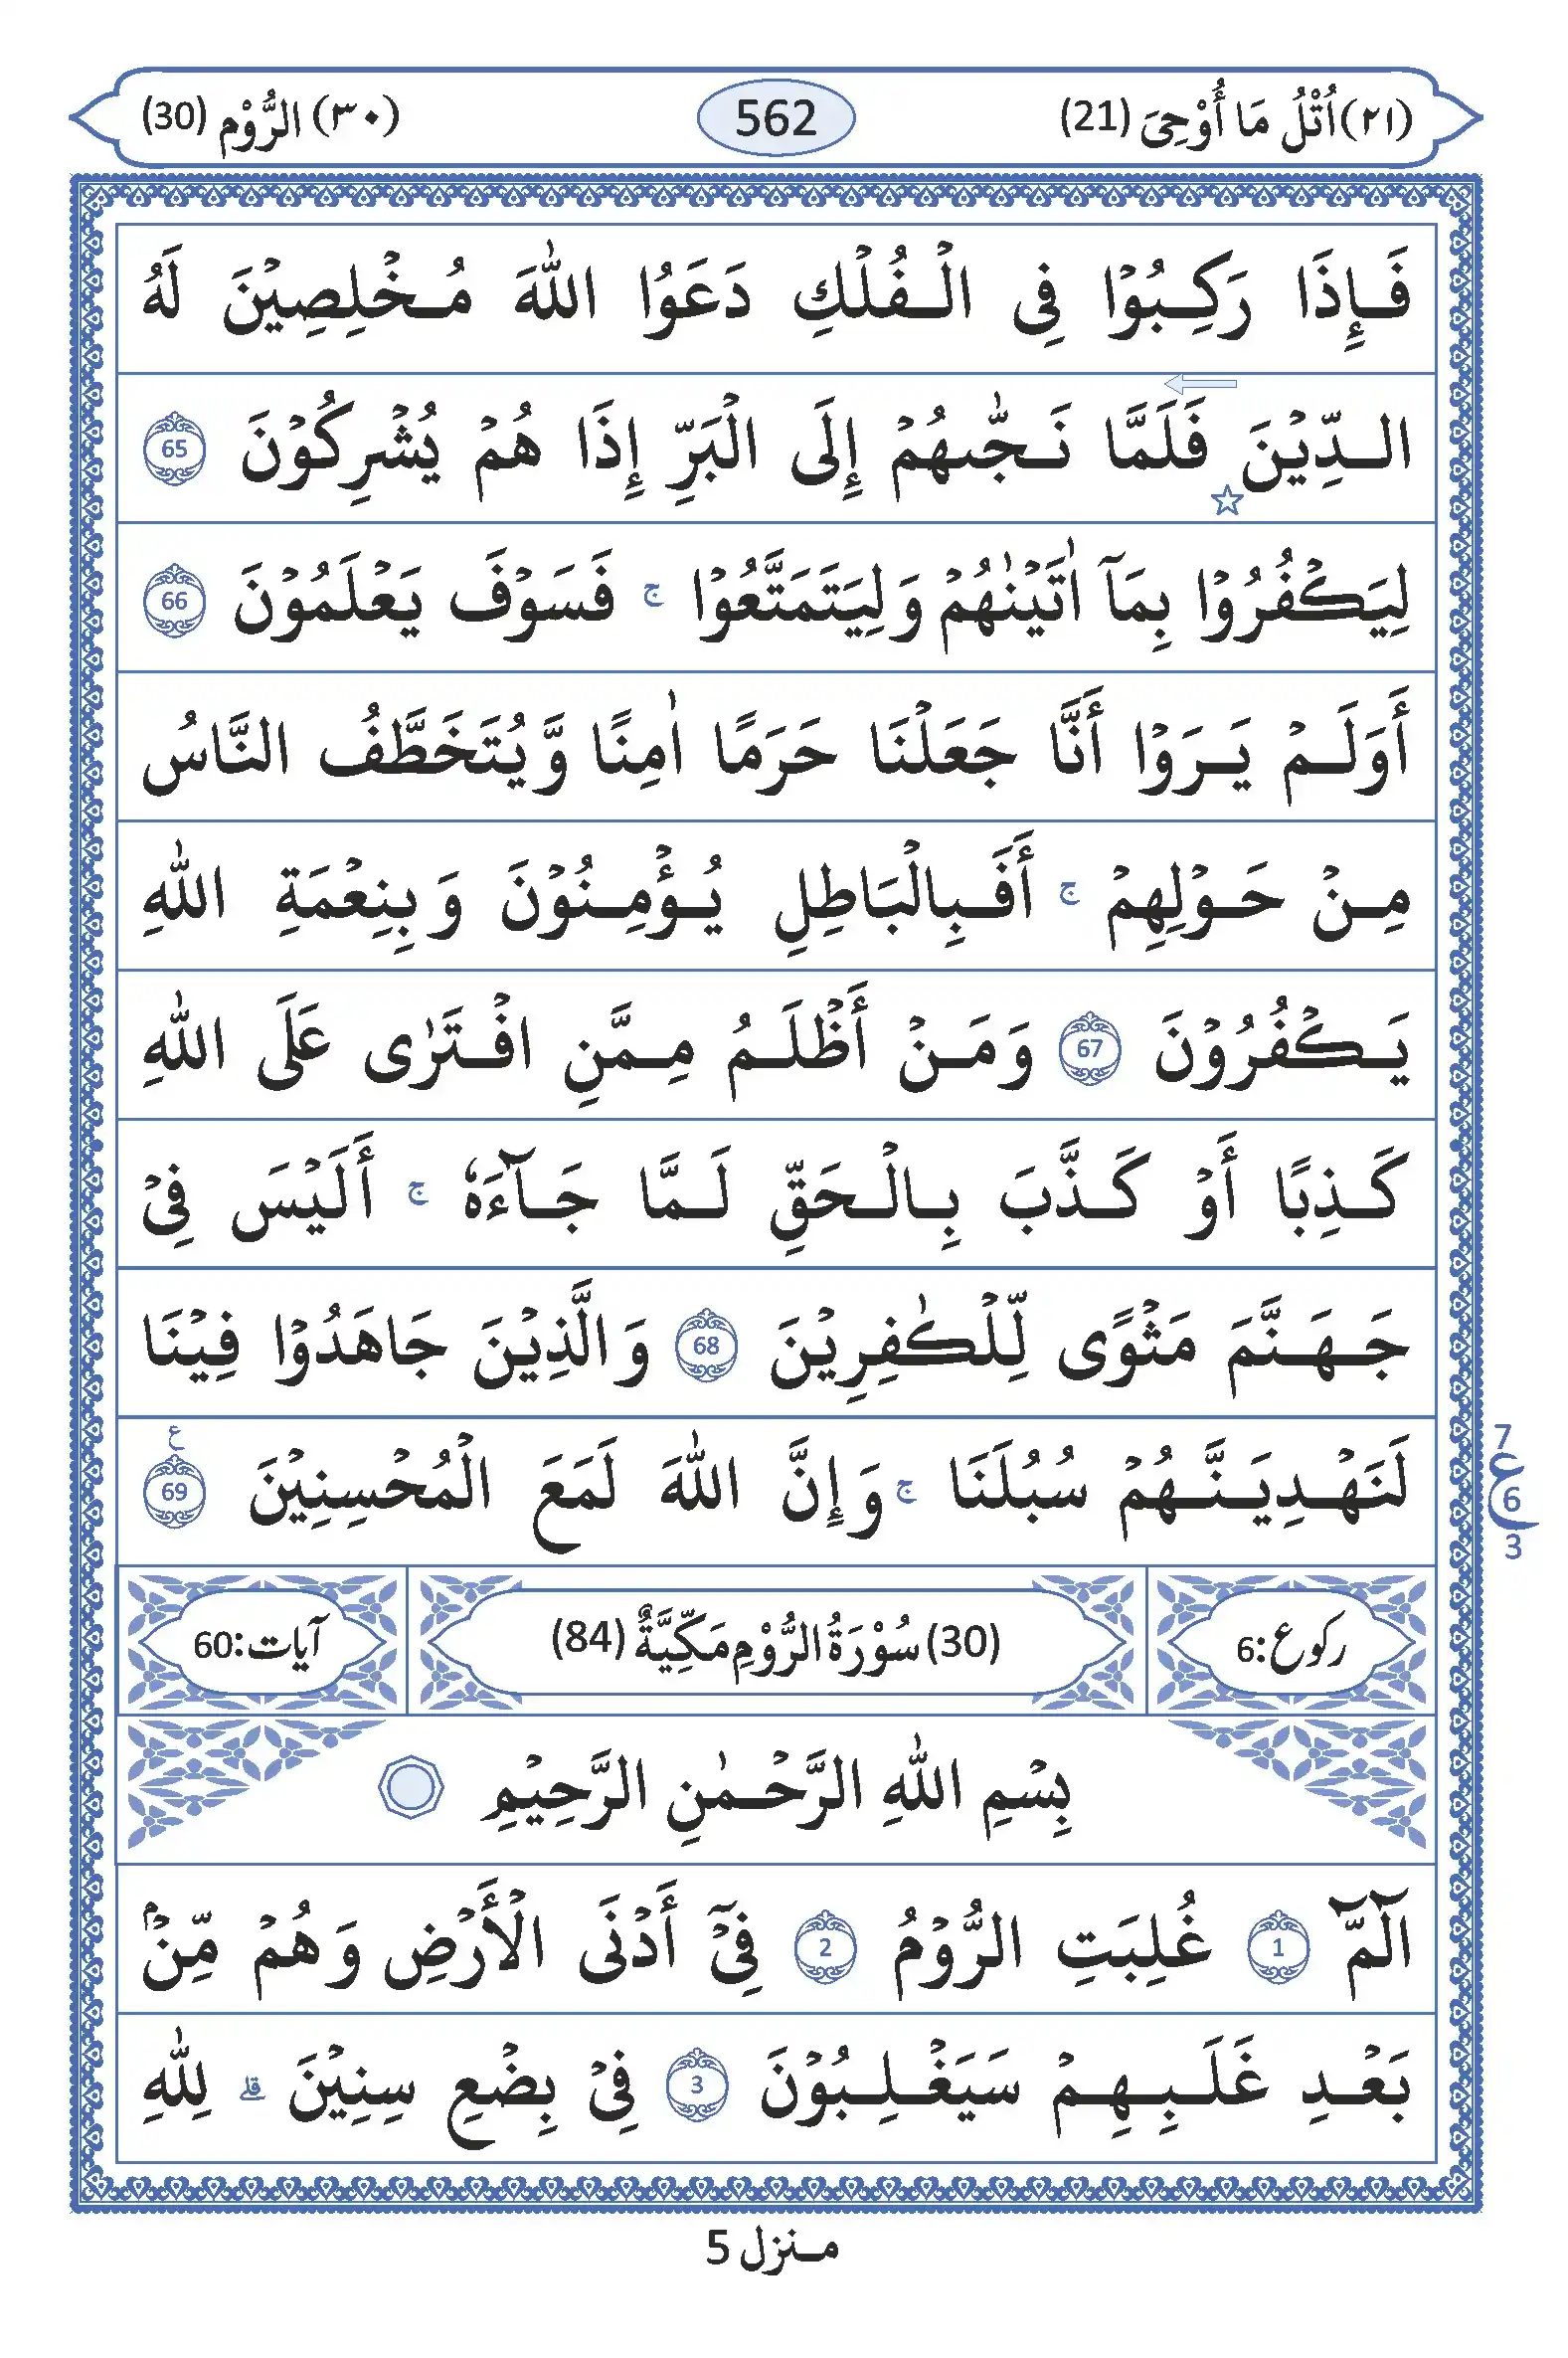 (٢١) اُتْلُ مَا أُوْحِىَ (21) 562 (٣٠) الرُّوْم (30)
فَإِذَا رَكِبُوْا فِى الْفُلْكِ دَعَوُا اللّٰهَ مُخْلِصِيْنَ لَهُ
الدِّيْنَ فَلَمَّا نَجّٰىهُمْ إِلَى الْبَرِّ إِذَا هُمْ يُشْرِكُوْنَ 65
لِيَكْفُرُوْا بِمَآ اٰتَيْنٰهُمْ وَلِيَتَمَتَّعُوْا ج فَسَوْفَ يَعْلَمُوْنَ 66
أَوَلَمْ يَرَوْا أَنَّا جَعَلْنَا حَرَمًا اٰمِنًا وَّيُتَخَطَّفُ النَّاسُ
مِنْ حَوْلِهِمْ ج أَفَبِالْبَاطِلِ يُؤْمِنُوْنَ وَبِنِعْمَةِ اللّٰهِ
يَكْفُرُوْنَ 67 وَمَنْ أَظْلَمُ مِمَّنِ افْتَرٰى عَلَى اللّٰهِ
كَذِبًا أَوْ كَذَّبَ بِالْحَقِّ لَمَّا جَآءَهٗ ج أَلَيْسَ فِىْ
جَهَنَّمَ مَثْوًى لِّلْكٰفِرِيْنَ 68 وَالَّذِيْنَ جَاهَدُوْا فِيْنَا
لَنَهْدِيَنَّهُمْ سُبُلَنَا ج وَإِنَّ اللّٰهَ لَمَعَ الْمُحْسِنِيْنَ 69 ع
7 ع 6 3
رکوع:6 (30) سُوْرَةُ الرُّوْمِ مَكِّيَّةٌ (84) آیات:60
بِسْمِ اللّٰهِ الرَّحْمٰنِ الرَّحِيْمِ
الٓمّٓ 1 غُلِبَتِ الرُّوْمُ 2 فِىْٓ أَدْنَى الْأَرْضِ وَهُمْ مِّنْۢ
بَعْدِ غَلَبِهِمْ سَيَغْلِبُوْنَ 3 فِىْ بِضْعِ سِنِيْنَ ۗ لِلّٰهِ
منزل 5